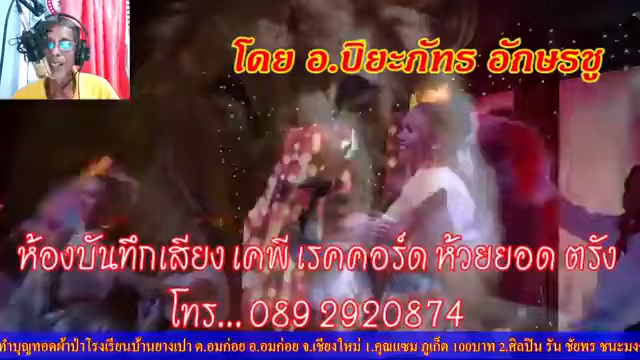 โดย อ.ปิยะภัทร อักษรชู
ห้องบันทึกเสียง เคพี เรคคอร์ด ห้วยยอด ตรัง
โทร... 089 2920874
ทำบุญทอดผ้าป่าโรงเรียนบ้านยางเปา ต.อมก๋อย อ.อมก๋อย จ.เชียงใหม่ 1.คุณแซม ภูเก็ต 100บาท 2.ศิลปิน รัน ชัยพร ชนะมง